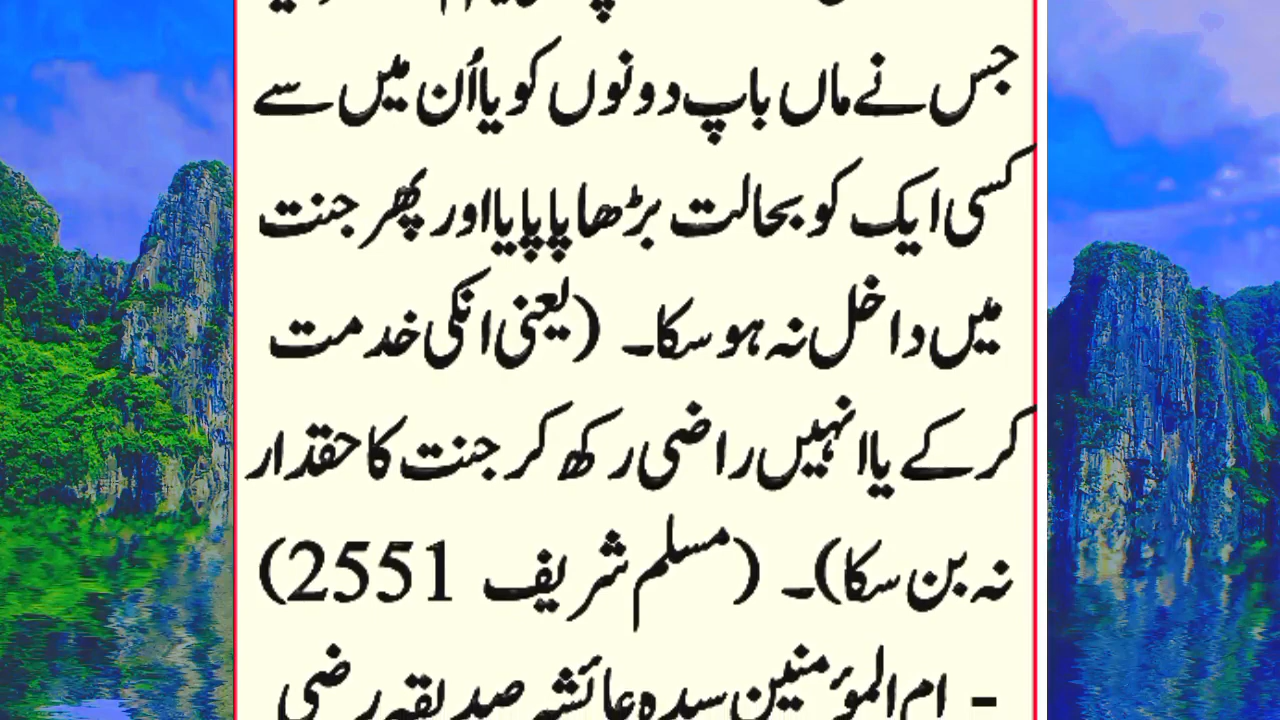 جس نے ماں باپ دونوں کو یا اُن میں سے
کسی ایک کو بحالت بڑھاپا پایا اور پھر جنت
میں داخل نہ ہو سکا۔ (یعنی انکی خدمت
کر کے یا انہیں راضی رکھ کر جنت کا حقدار
نہ بن سکا)۔ (مسلم شریف 2551)
- ام المؤمنین سیدہ عائشہ صدیقہ رضی